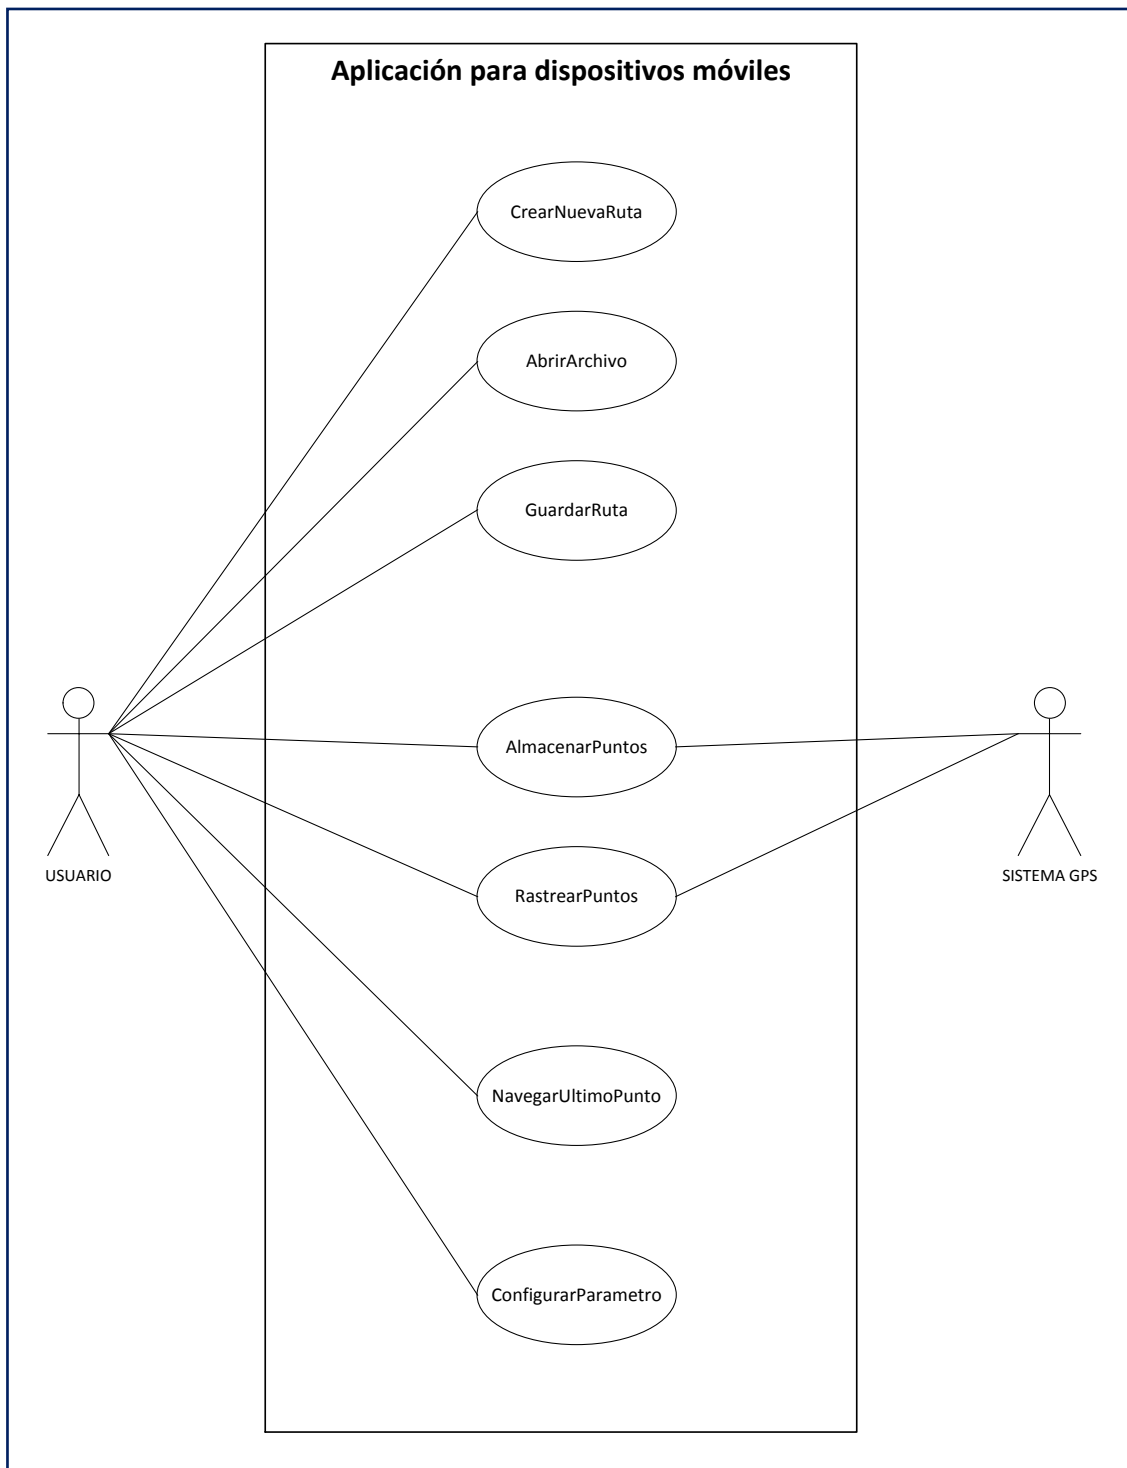 Aplicación para dispositivos móviles
CrearNuevaRuta
AbrirArchivo
GuardarRuta
AlmacenarPuntos
RastrearPuntos
USUARIO
SISTEMA GPS
NavegarUltimoPunto
ConfigurarParametro